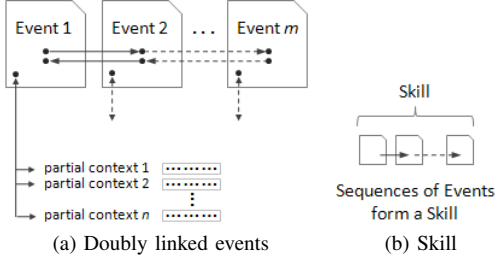 Event 1 Event 2 ... Event m
Skill
partial context 1 .........
partial context 2 .........
partial context n .........
Sequences of Events
form a Skill
(a) Doubly linked events
(b) Skill